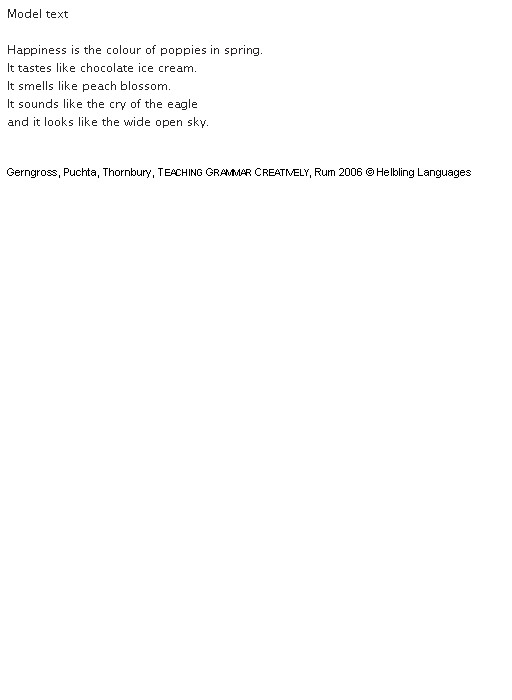 Model text
Happiness is the colour of poppies in spring.
It tastes like chocolate ice cream.
It smells like peach blossom.
It sounds like the cry of the eagle
and it looks like the wide open sky.
Gerngross, Puchta, Thornbury, TEACHING GRAMMAR CREATIVELY, Rum 2006 © Helbling Languages